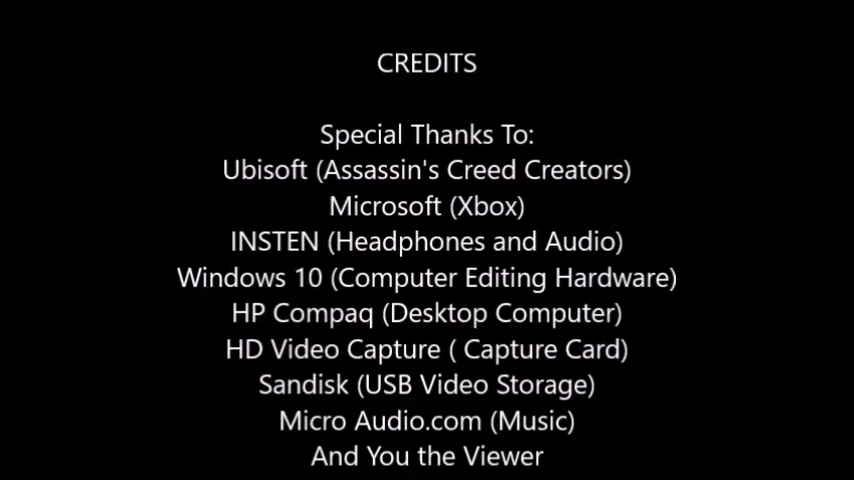 CREDITS
Special Thanks To:
Ubisoft (Assassin's Creed Creators)
Microsoft (Xbox)
INSTEN (Headphones and Audio)
Windows 10 (Computer Editing Hardware)
HP Compaq (Desktop Computer)
HD Video Capture ( Capture Card)
Sandisk (USB Video Storage)
Micro Audio.com (Music)
And You the Viewer